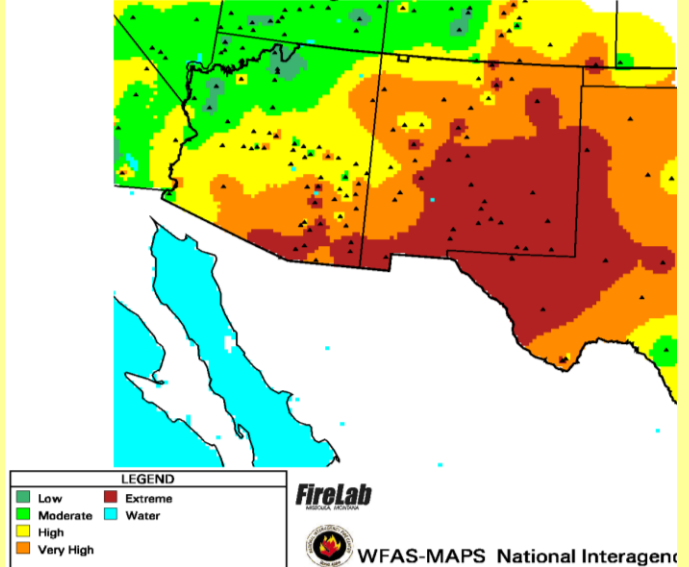 LEGEND
Low
Moderate
High
Very High
Extreme
Water
FireLab
MISSOULA, MONTANA
WFAS-MAPS National Interagenc